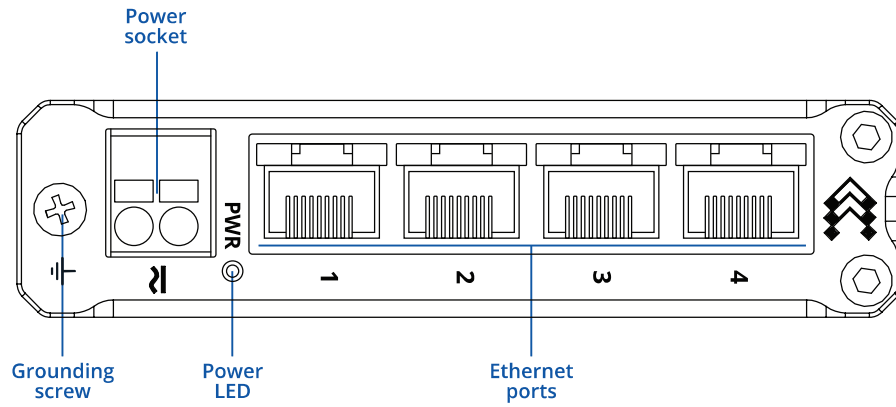 Power
socket
PWR
1
2
3
4
Grounding
screw
Power
LED
Ethernet
ports